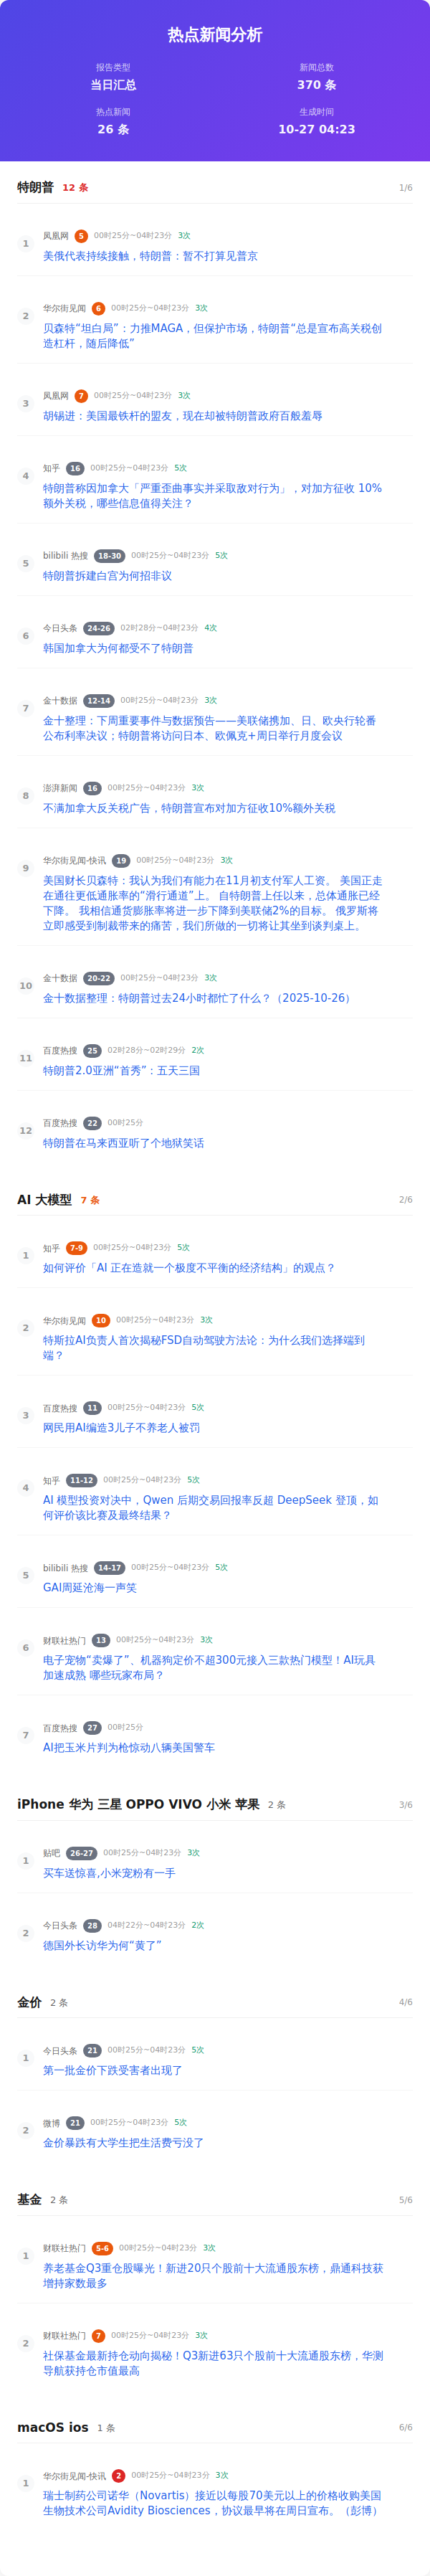 热点新闻分析
报告类型
当日汇总
新闻总数
370 条
热点新闻
26 条
生成时间
10-27 04:23
特朗普 12 条 1/6
1
凤凰网 5 00时25分~04时23分 3次
美俄代表持续接触，特朗普：暂不打算见普京
2
华尔街见闻 6 00时25分~04时23分 3次
贝森特“坦白局”：力推MAGA，但保护市场，特朗普“总是宣布高关税创
造杠杆，随后降低”
3
凤凰网 7 00时25分~04时23分 3次
胡锡进：美国最铁杆的盟友，现在却被特朗普政府百般羞辱
4
知乎 16 00时25分~04时23分 5次
特朗普称因加拿大「严重歪曲事实并采取敌对行为」，对加方征收 10%
额外关税，哪些信息值得关注？
5
bilibili 热搜 18-30 00时25分~04时23分 5次
特朗普拆建白宫为何招非议
6
今日头条 24-26 02时28分~04时23分 4次
韩国加拿大为何都受不了特朗普
7
金十数据 12-14 00时25分~04时23分 3次
金十整理：下周重要事件与数据预告——美联储携加、日、欧央行轮番
公布利率决议；特朗普将访问日本、欧佩克+周日举行月度会议
8
澎湃新闻 16 00时25分~04时23分 3次
不满加拿大反关税广告，特朗普宣布对加方征收10%额外关税
9
华尔街见闻-快讯 19 00时25分~04时23分 3次
美国财长贝森特：我认为我们有能力在11月初支付军人工资。 美国正走
在通往更低通胀率的“滑行通道”上。 自特朗普上任以来，总体通胀已经
下降。 我相信通货膨胀率将进一步下降到美联储2%的目标。 俄罗斯将
立即感受到制裁带来的痛苦，我们所做的一切将让其坐到谈判桌上。
10
金十数据 20-22 00时25分~04时23分 3次
金十数据整理：特朗普过去24小时都忙了什么？（2025-10-26）
11
百度热搜 25 02时28分~02时29分 2次
特朗普2.0亚洲“首秀”：五天三国
12
百度热搜 22 00时25分
特朗普在马来西亚听了个地狱笑话
AI 大模型 7 条 2/6
1
知乎 7-9 00时25分~04时23分 5次
如何评价「AI 正在造就一个极度不平衡的经济结构」的观点？
2
华尔街见闻 10 00时25分~04时23分 3次
特斯拉AI负责人首次揭秘FSD自动驾驶方法论：为什么我们选择端到
端？
3
百度热搜 11 00时25分~04时23分 5次
网民用AI编造3儿子不养老人被罚
4
知乎 11-12 00时25分~04时23分 5次
AI 模型投资对决中，Qwen 后期交易回报率反超 DeepSeek 登顶，如
何评价该比赛及最终结果？
5
bilibili 热搜 14-17 00时25分~04时23分 5次
GAI周延沧海一声笑
6
财联社热门 13 00时25分~04时23分 3次
电子宠物“卖爆了”、机器狗定价不超300元接入三款热门模型！AI玩具
加速成熟 哪些玩家布局？
7
百度热搜 27 00时25分
AI把玉米片判为枪惊动八辆美国警车
iPhone 华为 三星 OPPO VIVO 小米 苹果 2 条 3/6
1
贴吧 26-27 00时25分~04时23分 3次
买车送惊喜,小米宠粉有一手
2
今日头条 28 04时22分~04时23分 2次
德国外长访华为何“黄了”
金价 2 条 4/6
1
今日头条 21 00时25分~04时23分 5次
第一批金价下跌受害者出现了
2
微博 21 00时25分~04时23分 5次
金价暴跌有大学生把生活费亏没了
基金 2 条 5/6
1
财联社热门 5-6 00时25分~04时23分 3次
养老基金Q3重仓股曝光！新进20只个股前十大流通股东榜，鼎通科技获
增持家数最多
2
财联社热门 7 00时25分~04时23分 3次
社保基金最新持仓动向揭秘！Q3新进63只个股前十大流通股东榜，华测
导航获持仓市值最高
macOS ios 1 条 6/6
1
华尔街见闻-快讯 2 00时25分~04时23分 3次
瑞士制药公司诺华（Novartis）接近以每股70美元以上的价格收购美国
生物技术公司Avidity Biosciences，协议最早将在周日宣布。（彭博）